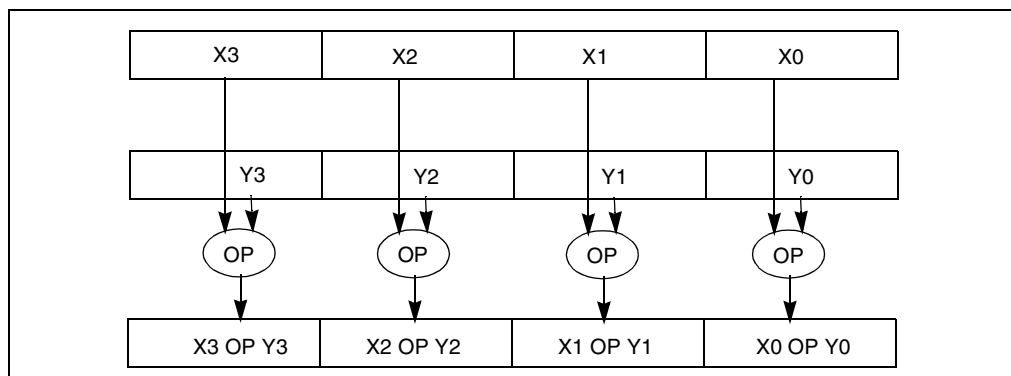 X3 X2 X1 X0
Y3 Y2 Y1 Y0
OP OP OP OP
X3 OP Y3 X2 OP Y2 X1 OP Y1 X0 OP Y0